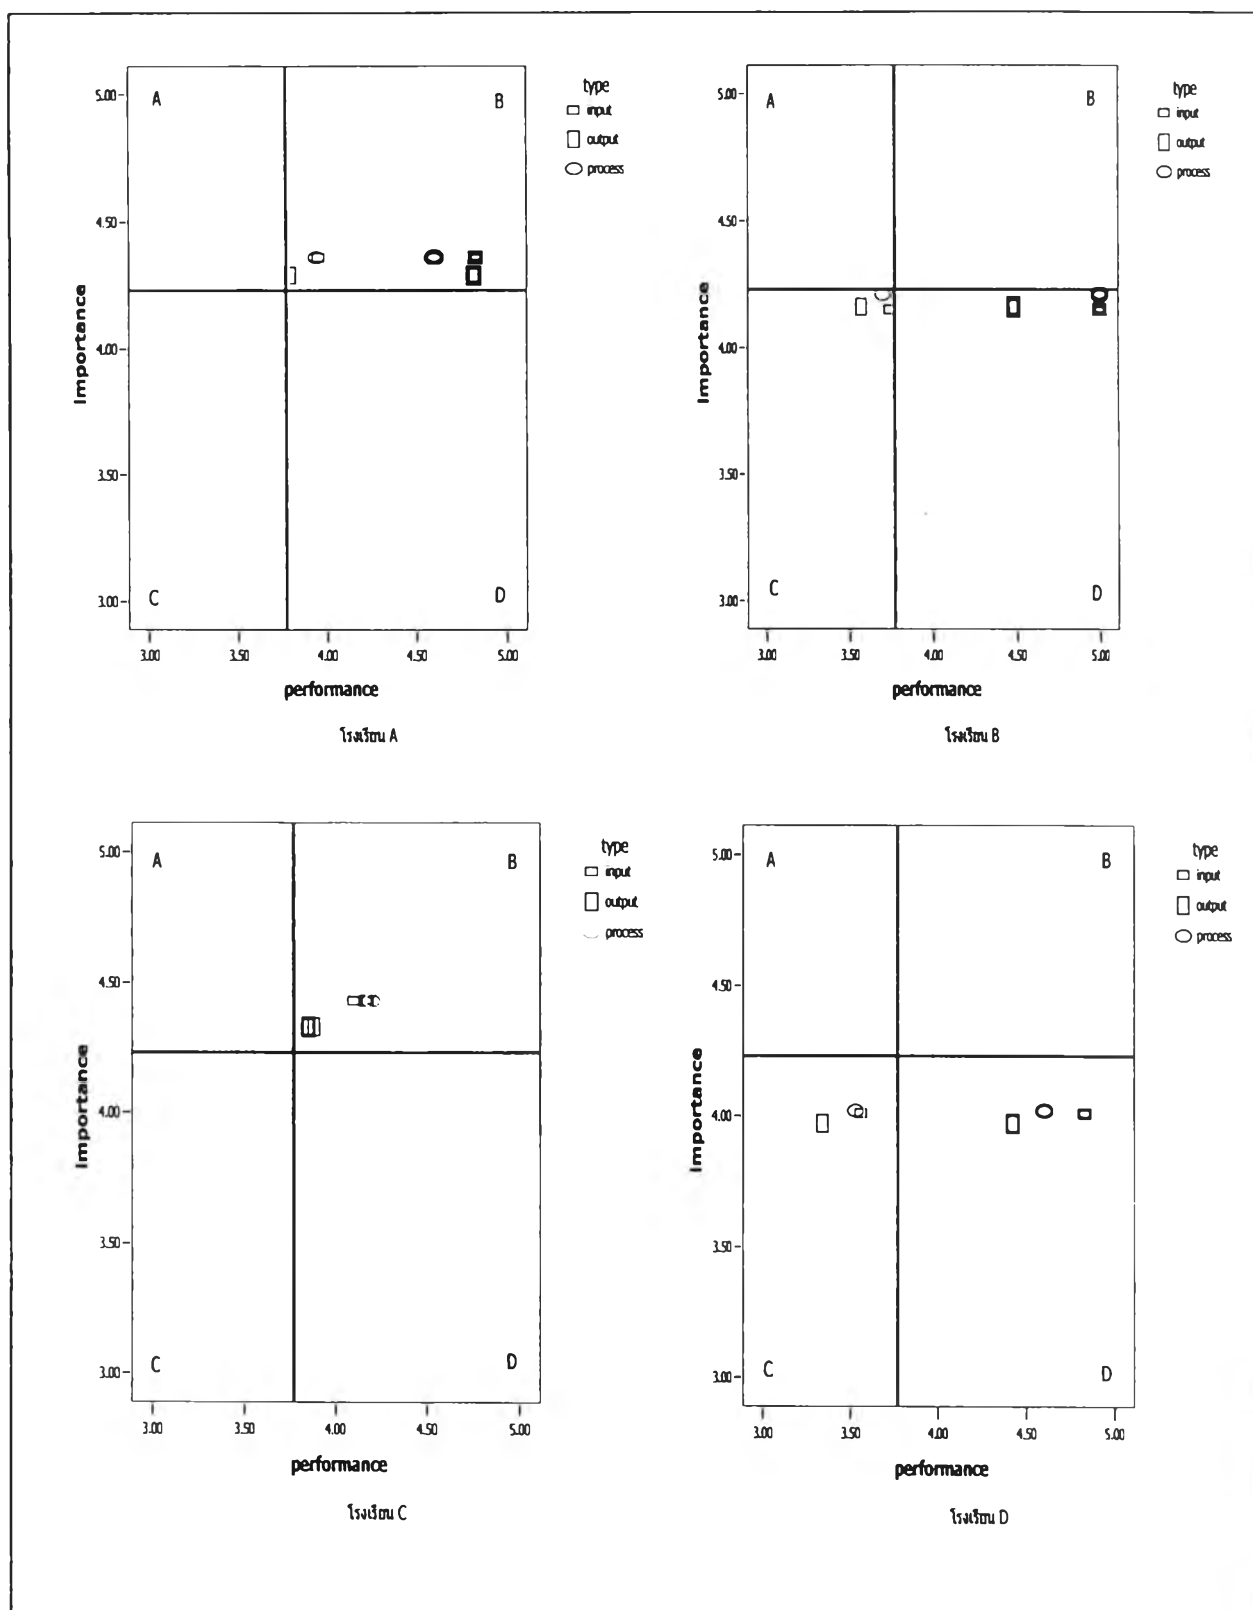 A
B
type
input
output
process
5.00
4.50
4.00
3.50
3.00
Importance
C
D
3.00
3.50
4.00
4.50
5.00
performance
โรงเรียน A
A
B
type
input
output
process
5.00
4.50
4.00
3.50
3.00
Importance
C
D
3.00
3.50
4.00
4.50
5.00
performance
โรงเรียน B
A
B
type
input
output
process
5.00
4.50
4.00
3.50
3.00
Importance
C
D
3.00
3.50
4.00
4.50
5.00
performance
โรงเรียน C
A
B
type
input
output
process
5.00
4.50
4.00
3.50
3.00
Importance
C
D
3.00
3.50
4.00
4.50
5.00
performance
โรงเรียน D